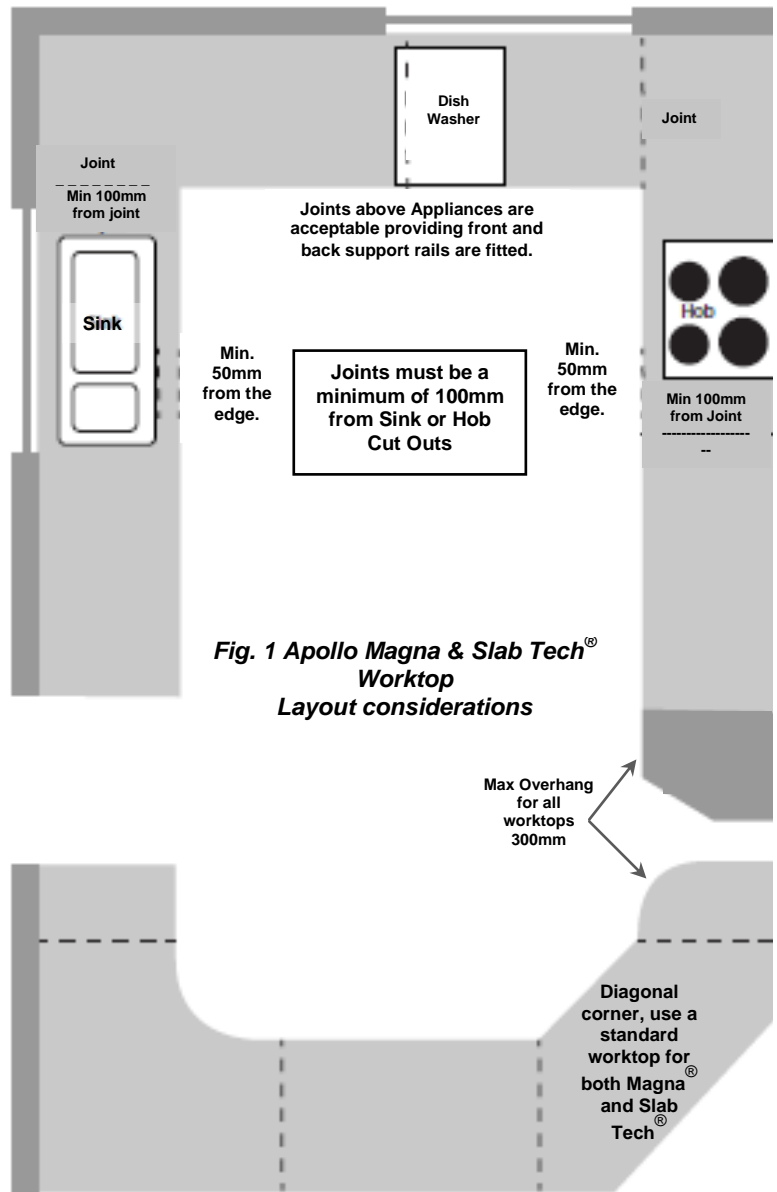 Dish
Washer
Joint
Joint
Min 100mm
from joint
Joints above Appliances are
acceptable providing front and
back support rails are fitted.
Sink
Hob
Min.
50mm
from the
edge.
Joints must be a
minimum of 100mm
from Sink or Hob
Cut Outs
Min.
50mm
from the
edge.
Min 100mm
from Joint
Fig. 1 Apollo Magna & Slab Tech®
Worktop
Layout considerations
Max Overhang
for all
worktops
300mm
Diagonal
corner, use a
standard
worktop for
both Magna®
and Slab
Tech®